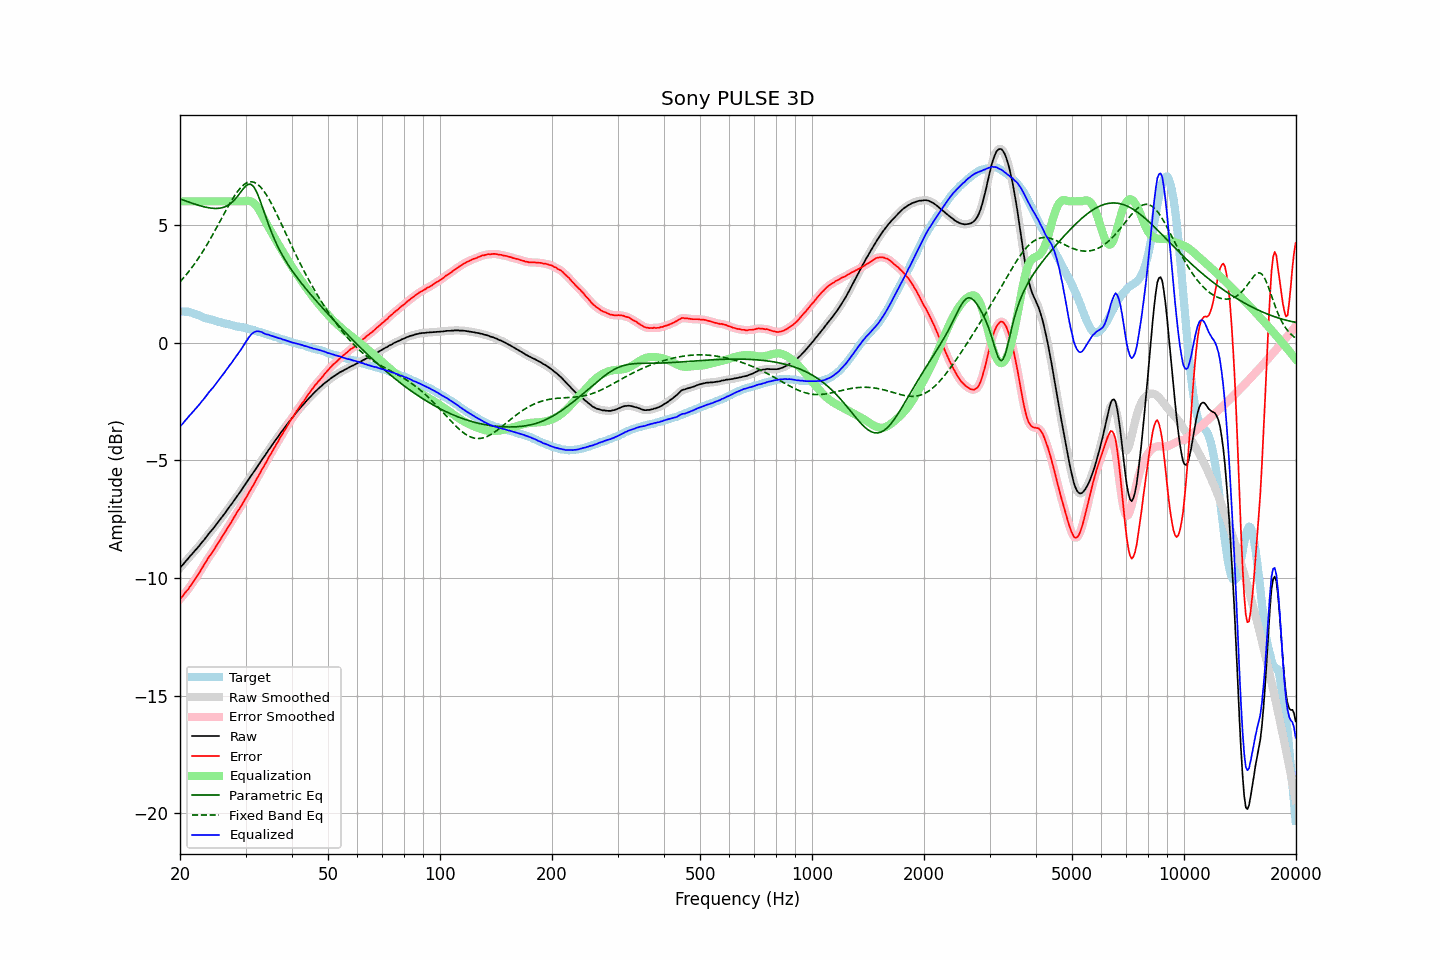 Sony PULSE 3D
Amplitude (dBr)
5
0
−5
−10
−15
−20
Target
Raw Smoothed
Error Smoothed
Raw
Error
Equalization
Parametric Eq
Fixed Band Eq
Equalized
20 50 100 200 500 1000 2000 5000 10000 20000
Frequency (Hz)